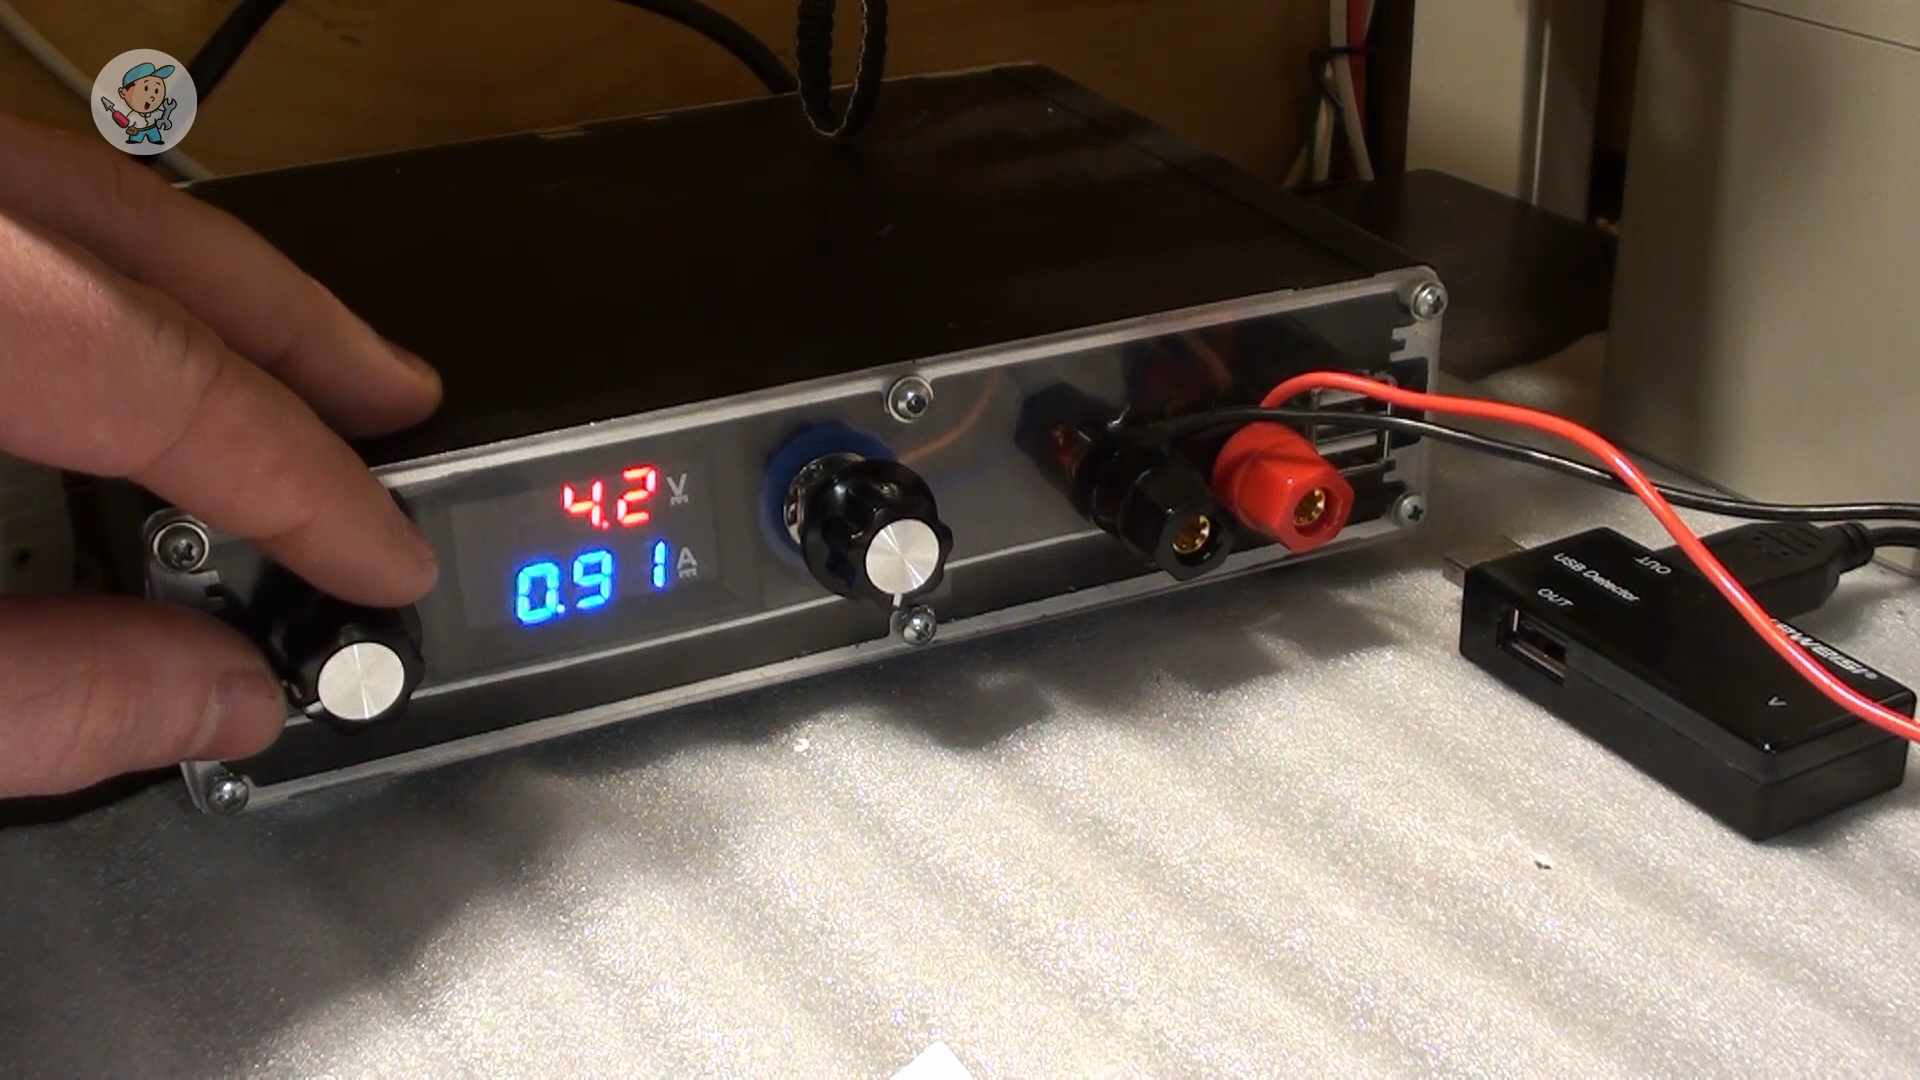 4.2 V
0.91 A
OUT
USB Detector
OUT
V